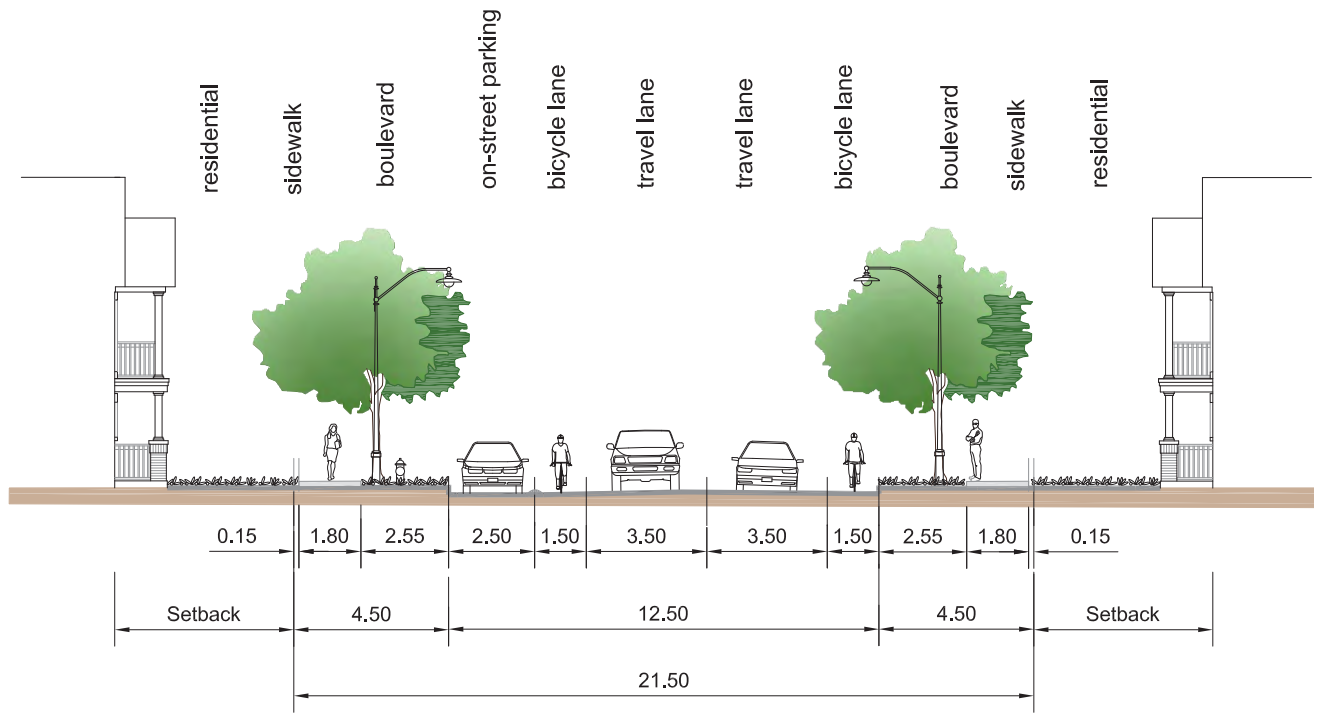 residential
sidewalk
boulevard
on-street parking
bicycle lane
travel lane
travel lane
bicycle lane
boulevard
sidewalk
residential
0.15
1.80
2.55
2.50
1.50
3.50
3.50
1.50
2.55
1.80
0.15
Setback
4.50
12.50
4.50
Setback
21.50